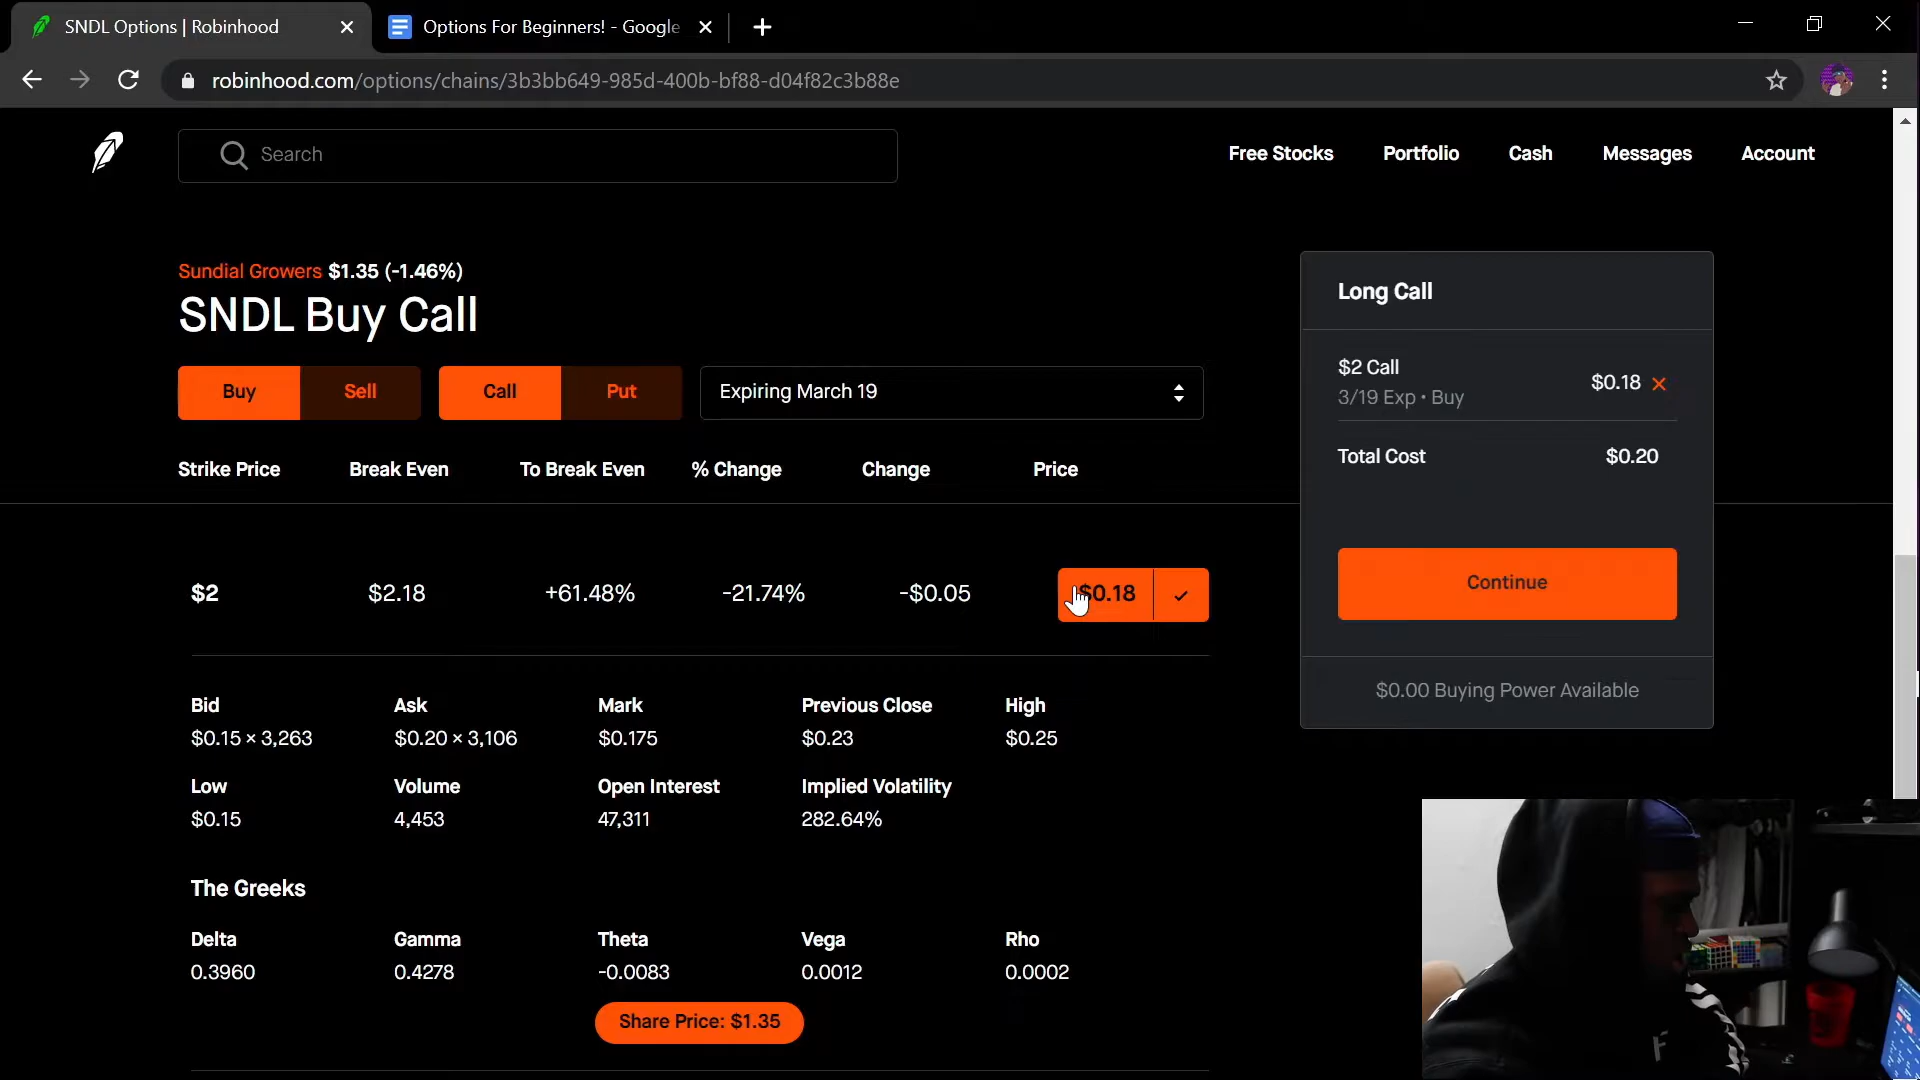 SNDL Options | Robinhood
Options For Beginners! - Google
robinhood.com/options/chains/3b3bb649-985d-400b-bf88-d04f82c3b88e
Search
Free Stocks
Portfolio
Cash
Messages
Account
Sundial Growers $1.35 (-1.46%)
SNDL Buy Call
Buy
Sell
Call
Put
Expiring March 19
Strike Price
Break Even
To Break Even
% Change
Change
Price
$2
$2.18
+61.48%
-21.74%
-$0.05
$0.18
Bid
Ask
Mark
Previous Close
High
$0.15 × 3,263
$0.20 × 3,106
$0.175
$0.23
$0.25
Low
Volume
Open Interest
Implied Volatility
$0.15
4,453
47,311
282.64%
The Greeks
Delta
Gamma
Theta
Vega
Rho
0.3960
0.4278
-0.0083
0.0012
0.0002
Share Price: $1.35
Long Call
$2 Call
3/19 Exp • Buy
$0.18
Total Cost
$0.20
Continue
$0.00 Buying Power Available